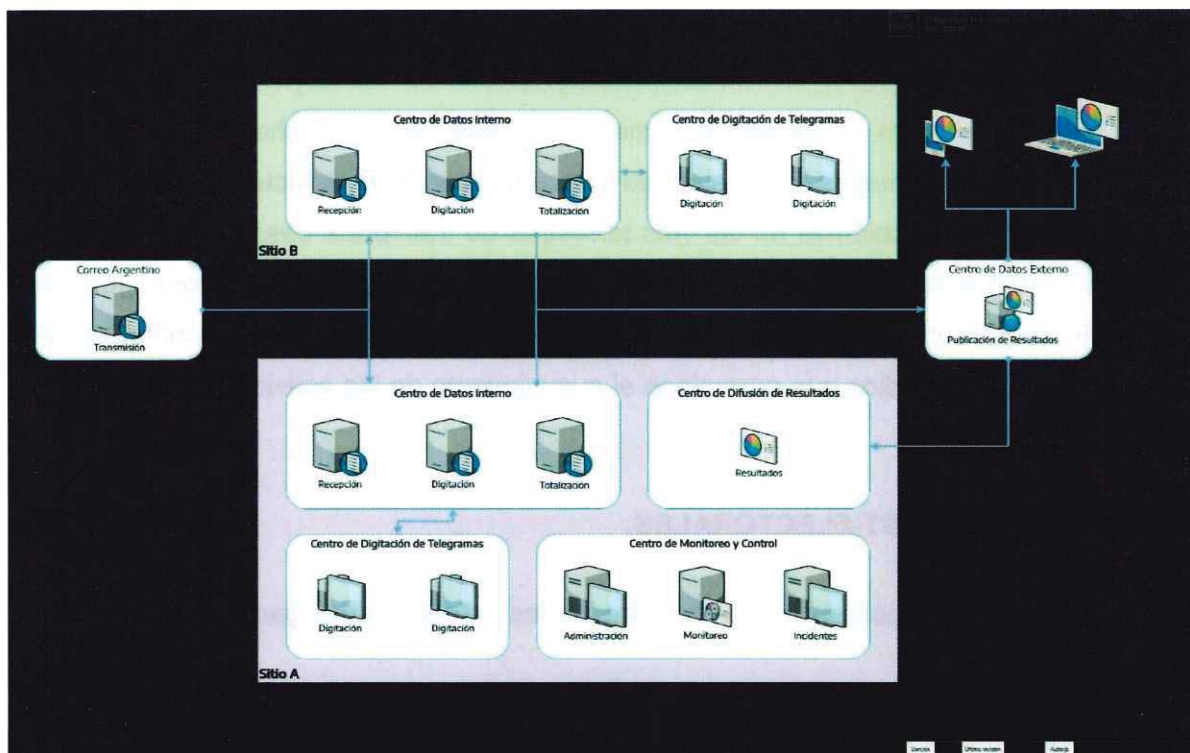 Centro de Datos Interno
Recepción
Digitación
Totalización
Centro de Digitación de Telegramas
Digitación
Digitación
Sitio B
Correo Argentino
Transmisión
Centro de Datos Externo
Publicación de Resultados
Centro de Datos Interno
Recepción
Digitación
Totalización
Centro de Difusión de Resultados
Resultados
Centro de Digitación de Telegramas
Digitación
Digitación
Centro de Monitoreo y Control
Administración
Monitoreo
Incidentes
Sitio A